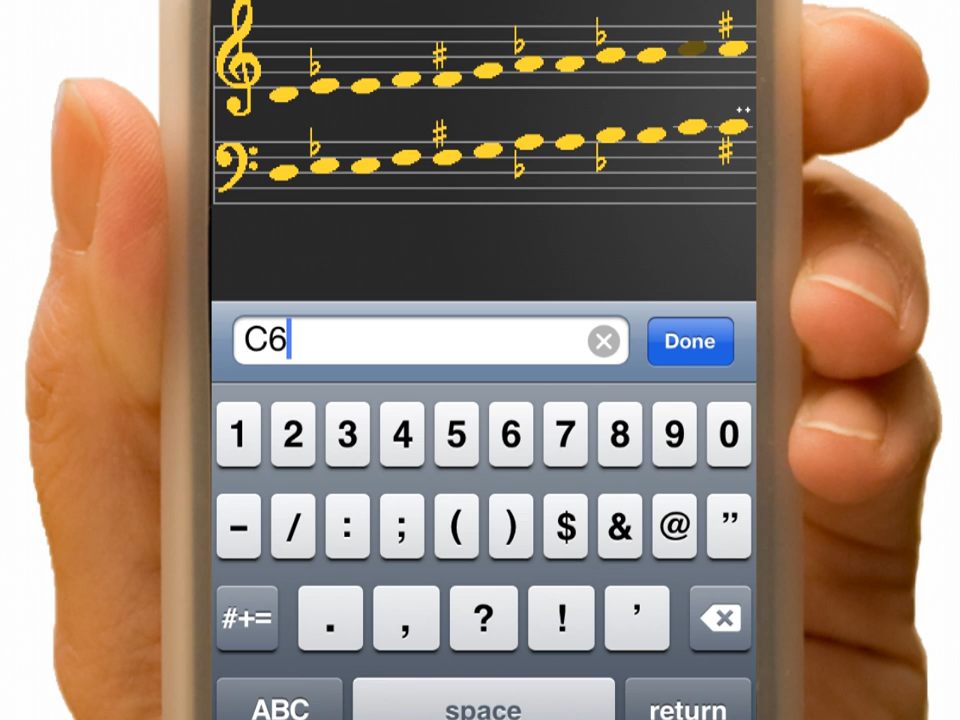 ++
C6
Done
1 2 3 4 5 6 7 8 9 0
- / : ; ( ) $ & @ ”
#+= . , ? ! ’
ABC space return